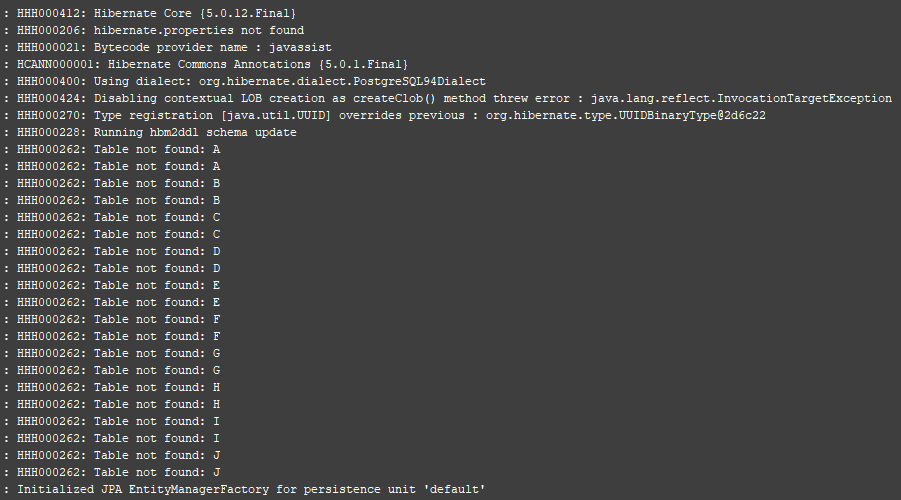 : HHH000412: Hibernate Core {5.0.12.Final}
: HHH000206: hibernate.properties not found
: HHH000021: Bytecode provider name : javassist
: HCANN000001: Hibernate Commons Annotations {5.0.1.Final}
: HHH000400: Using dialect: org.hibernate.dialect.PostgreSQL94Dialect
: HHH000424: Disabling contextual LOB creation as createClob() method threw error : java.lang.reflect.InvocationTargetException
: HHH000270: Type registration [java.util.UUID] overrides previous : org.hibernate.type.UUIDBinaryType@2d6c22
: HHH000228: Running hbm2ddl schema update
: HHH000262: Table not found: A
: HHH000262: Table not found: A
: HHH000262: Table not found: B
: HHH000262: Table not found: B
: HHH000262: Table not found: C
: HHH000262: Table not found: C
: HHH000262: Table not found: D
: HHH000262: Table not found: D
: HHH000262: Table not found: E
: HHH000262: Table not found: E
: HHH000262: Table not found: F
: HHH000262: Table not found: F
: HHH000262: Table not found: G
: HHH000262: Table not found: G
: HHH000262: Table not found: H
: HHH000262: Table not found: H
: HHH000262: Table not found: I
: HHH000262: Table not found: I
: HHH000262: Table not found: J
: HHH000262: Table not found: J
: Initialized JPA EntityManagerFactory for persistence unit 'default'